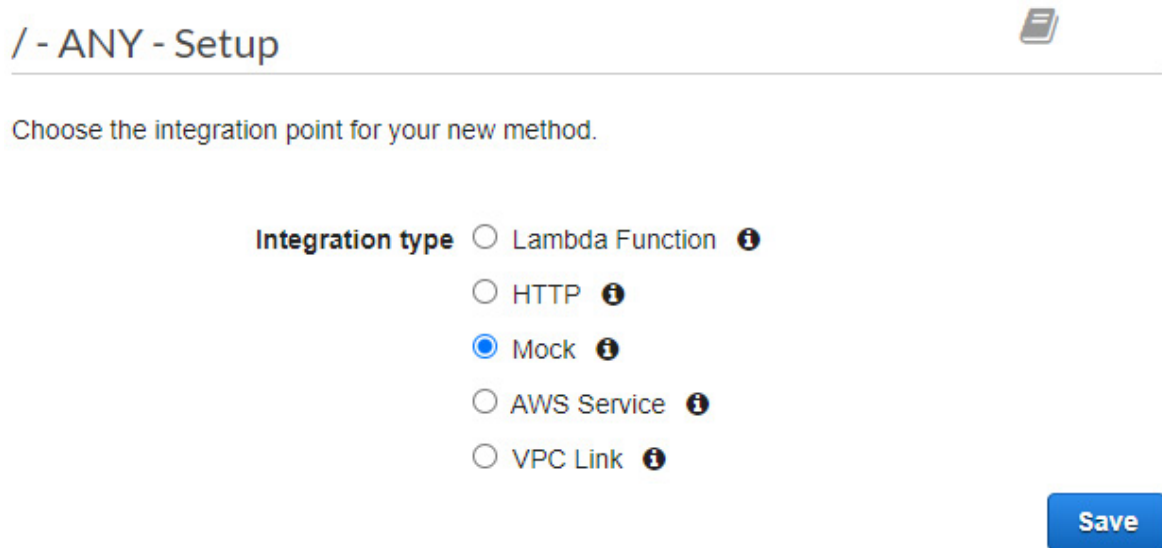 / - ANY - Setup
Choose the integration point for your new method.
Integration type Lambda Function
HTTP
Mock
AWS Service
VPC Link
Save